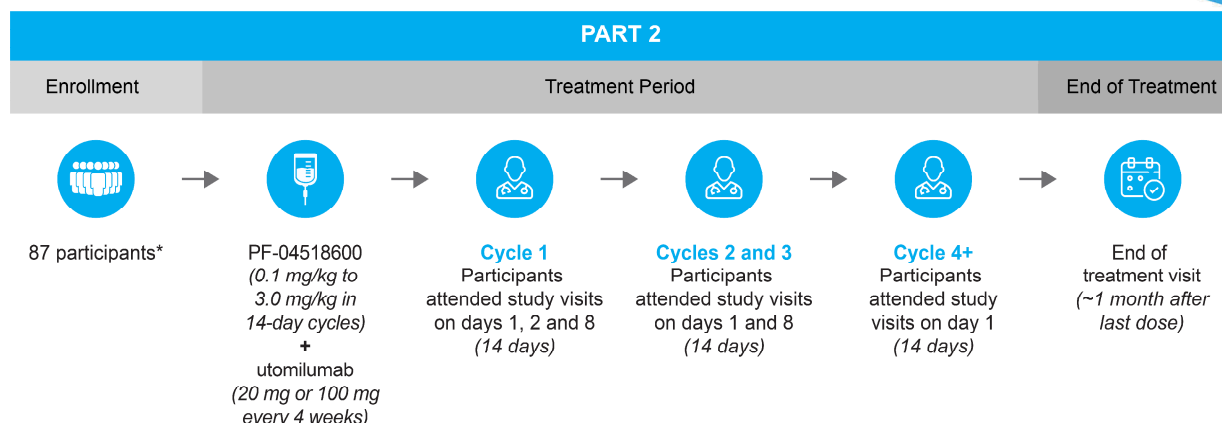 PART 2
Enrollment
Treatment Period
End of Treatment
87 participants*
PF-04518600
(0.1 mg/kg to
3.0 mg/kg in
14-day cycles)
+
utomilumab
(20 mg or 100 mg
every 4 weeks)
Cycle 1
Participants
attended study visits
on days 1, 2 and 8
(14 days)
Cycles 2 and 3
Participants
attended study visits
on days 1 and 8
(14 days)
Cycle 4+
Participants
attended study
visits on day 1
(14 days)
End of
treatment visit
(~1 month after
last dose)